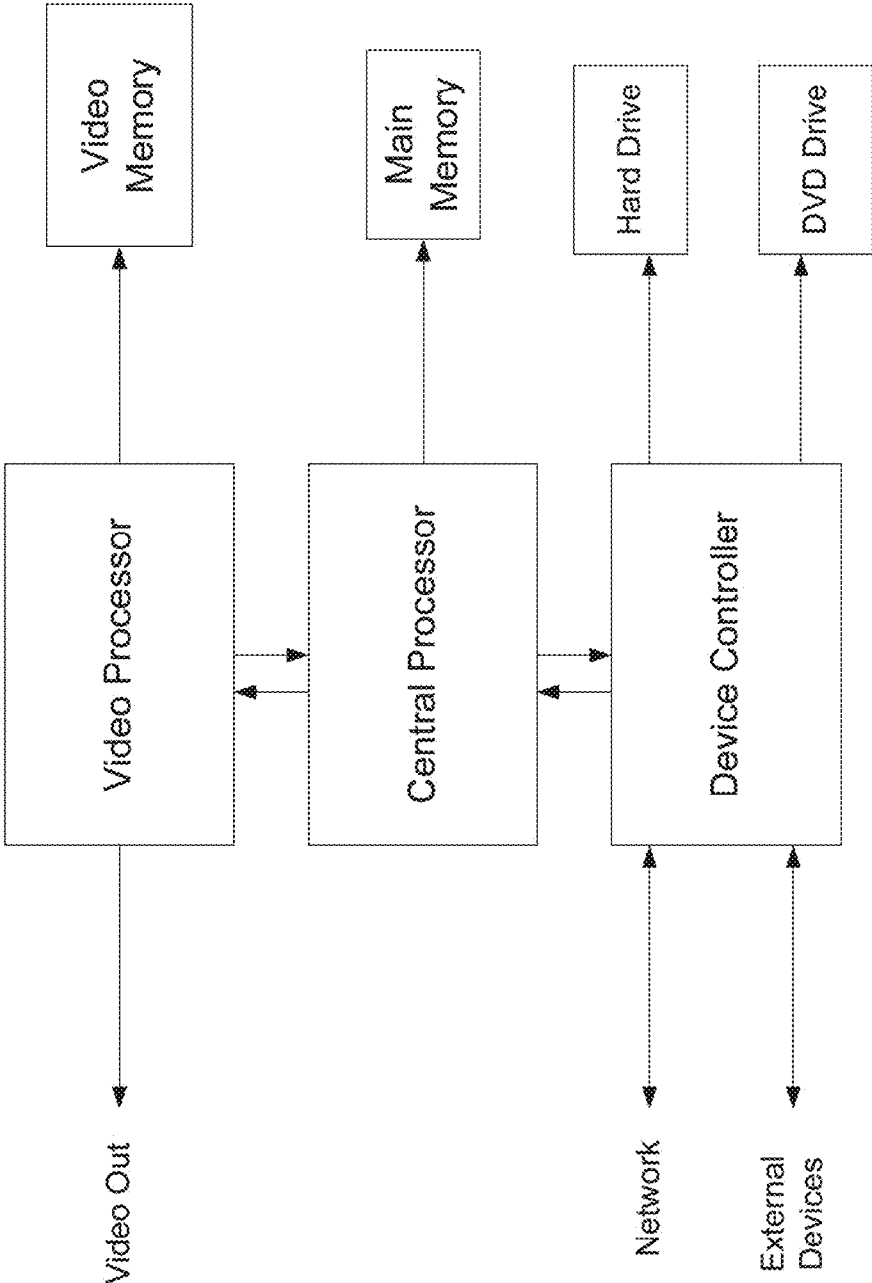 Video
Memory
Main
Memory
Hard Drive
DVD Drive
Video Processor
Central Processor
Device Controller
Video Out
Network
External
Devices